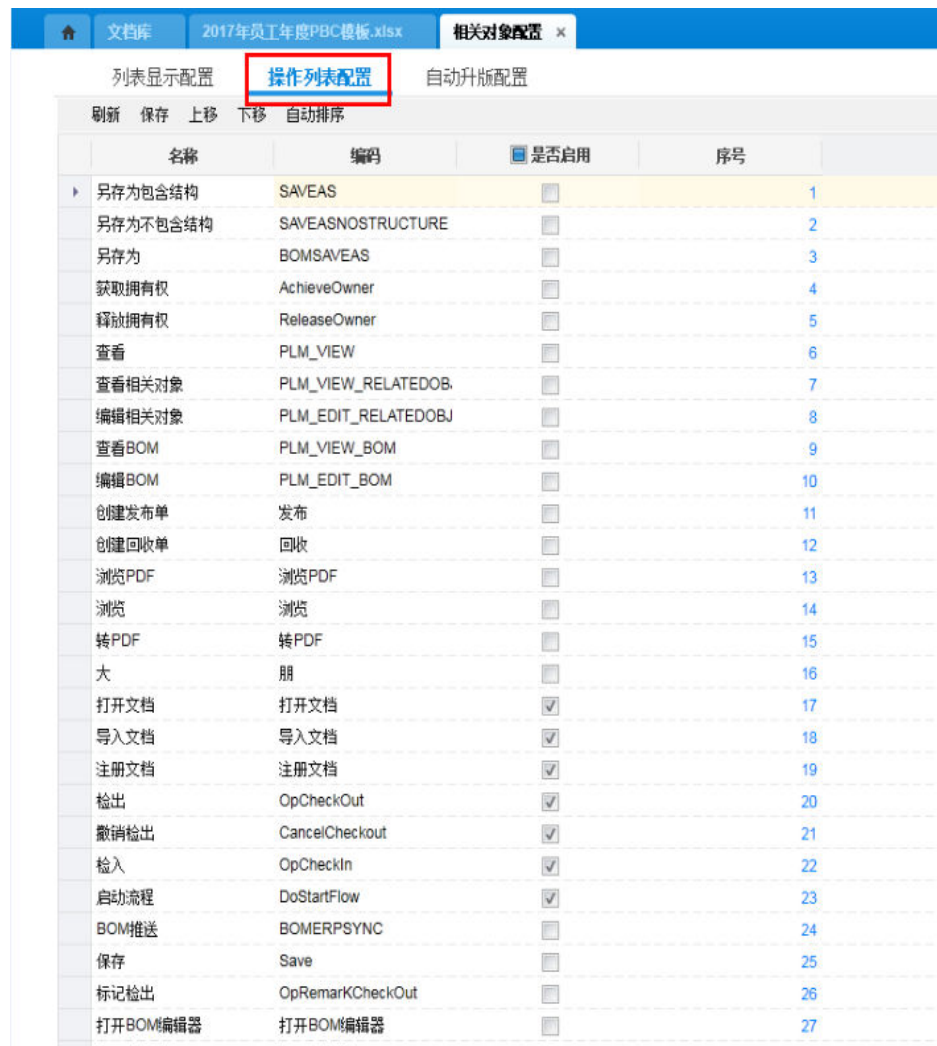 文档库 2017年员工年度PBC模板.xlsx 相关对象配置 ×
列表显示配置 操作列表配置 自动升版配置
刷新 保存 上移 下移 自动排序
名称 编码 是否启用 序号
另存为包含结构 SAVEAS 1
另存为不包含结构 SAVEASNOSTRUCTURE 2
另存为 BOMSAVEAS 3
获取拥有权 AchieveOwner 4
释放拥有权 ReleaseOwner 5
查看 PLM_VIEW 6
查看相关对象 PLM_VIEW_RELATEDOB 7
编辑相关对象 PLM_EDIT_RELATEDOBJ 8
查看BOM PLM_VIEW_BOM 9
编辑BOM PLM_EDIT_BOM 10
创建发布单 发布 11
创建回收单 回收 12
浏览PDF 浏览PDF 13
浏览 浏览 14
转PDF 转PDF 15
大 朋 16
打开文档 打开文档 17
导入文档 导入文档 18
注册文档 注册文档 19
检出 OpCheckOut 20
撤销检出 CancelCheckout 21
检入 OpCheckIn 22
启动流程 DoStartFlow 23
BOM推送 BOMERPSYNC 24
保存 Save 25
标记检出 OpRemarKCheckOut 26
打开BOM编辑器 打开BOM编辑器 27